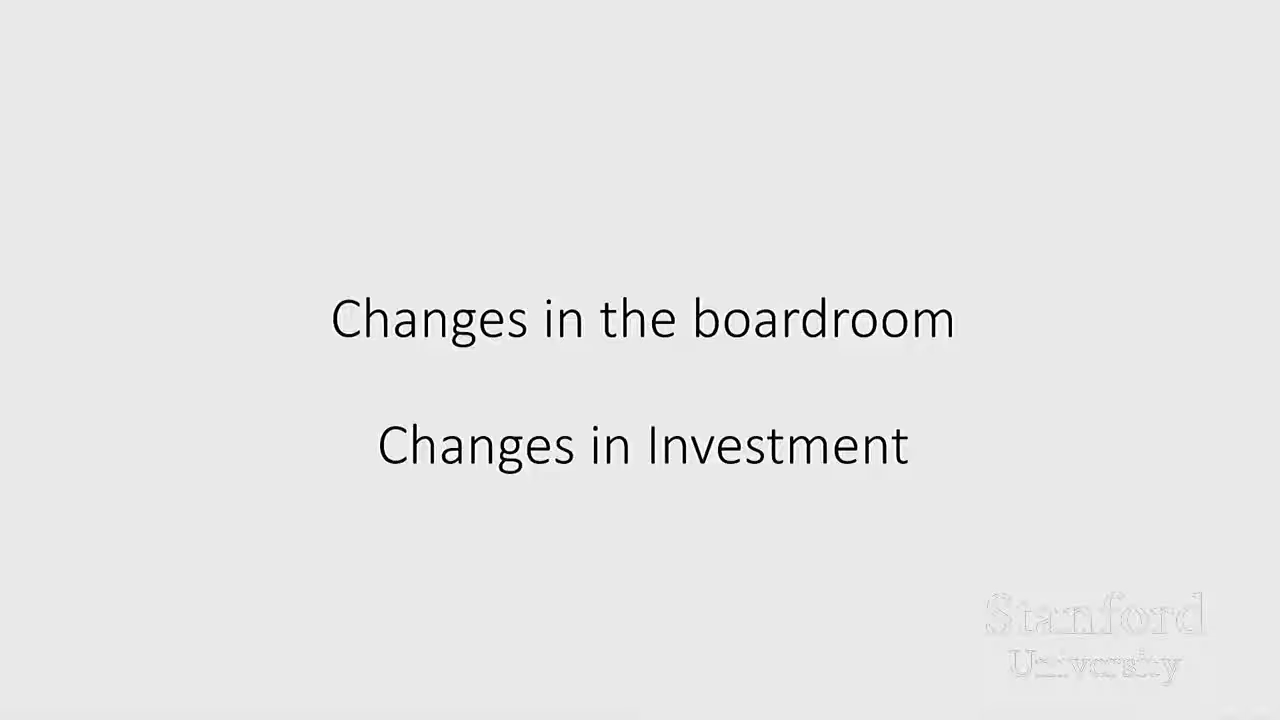 Changes in the boardroom
Changes in Investment
Stanford
University